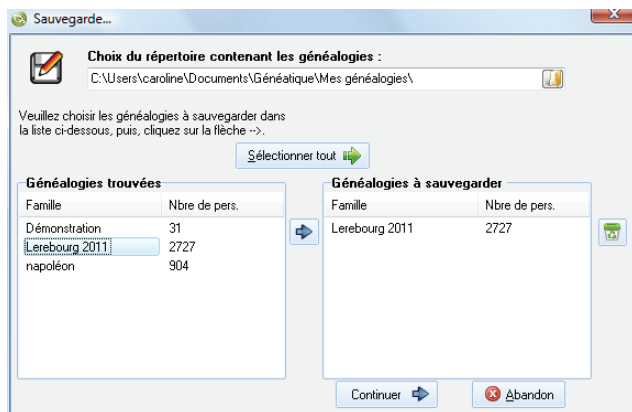 Sauvegarde...
Choix du répertoire contenant les généalogies :
C:\Users\caroline\Documents\Généatique\Mes généalogies\
Veuillez choisir les généalogies à sauvegarder dans
la liste ci-dessous, puis, cliquez sur la flèche -->.
Sélectionner tout
Généalogies trouvées
Famille Nbre de pers.
Démonstration 31
Lerebourg 2011 2727
napoléon 904
Généalogies à sauvegarder
Famille Nbre de pers.
Lerebourg 2011 2727
Continuer
Abandon